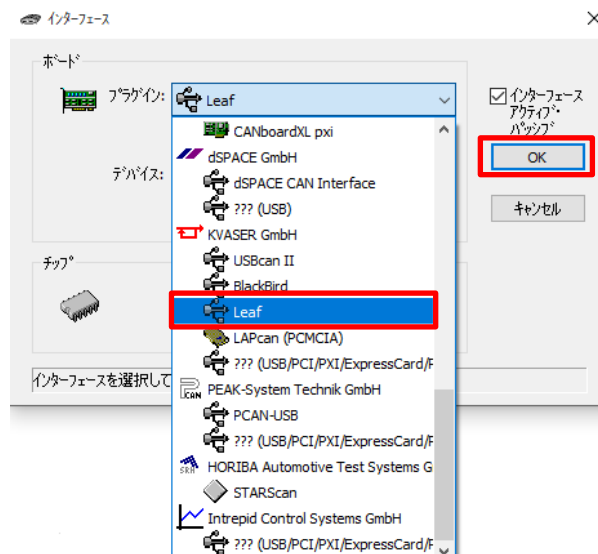 インターフェース
ボード
プラグイン:
Leaf
インターフェース
アクティブ・
パッシブ
OK
キャンセル
デバイス:
CANboardXL pxi
dSPACE GmbH
dSPACE CAN Interface
??? (USB)
KVASER GmbH
USBcan II
BlackBird
Leaf
LAPcan (PCMCIA)
??? (USB/PCI/PXI/ExpressCard/F
PEAK-System Technik GmbH
PCAN-USB
??? (USB/PCI/PXI/ExpressCard/F
HORIBA Automotive Test Systems G
STARScan
Intrepid Control Systems GmbH
??? (USB/PCI/PXI/ExpressCard/F
チップ
インターフェースを選択して
PCAN
SRH